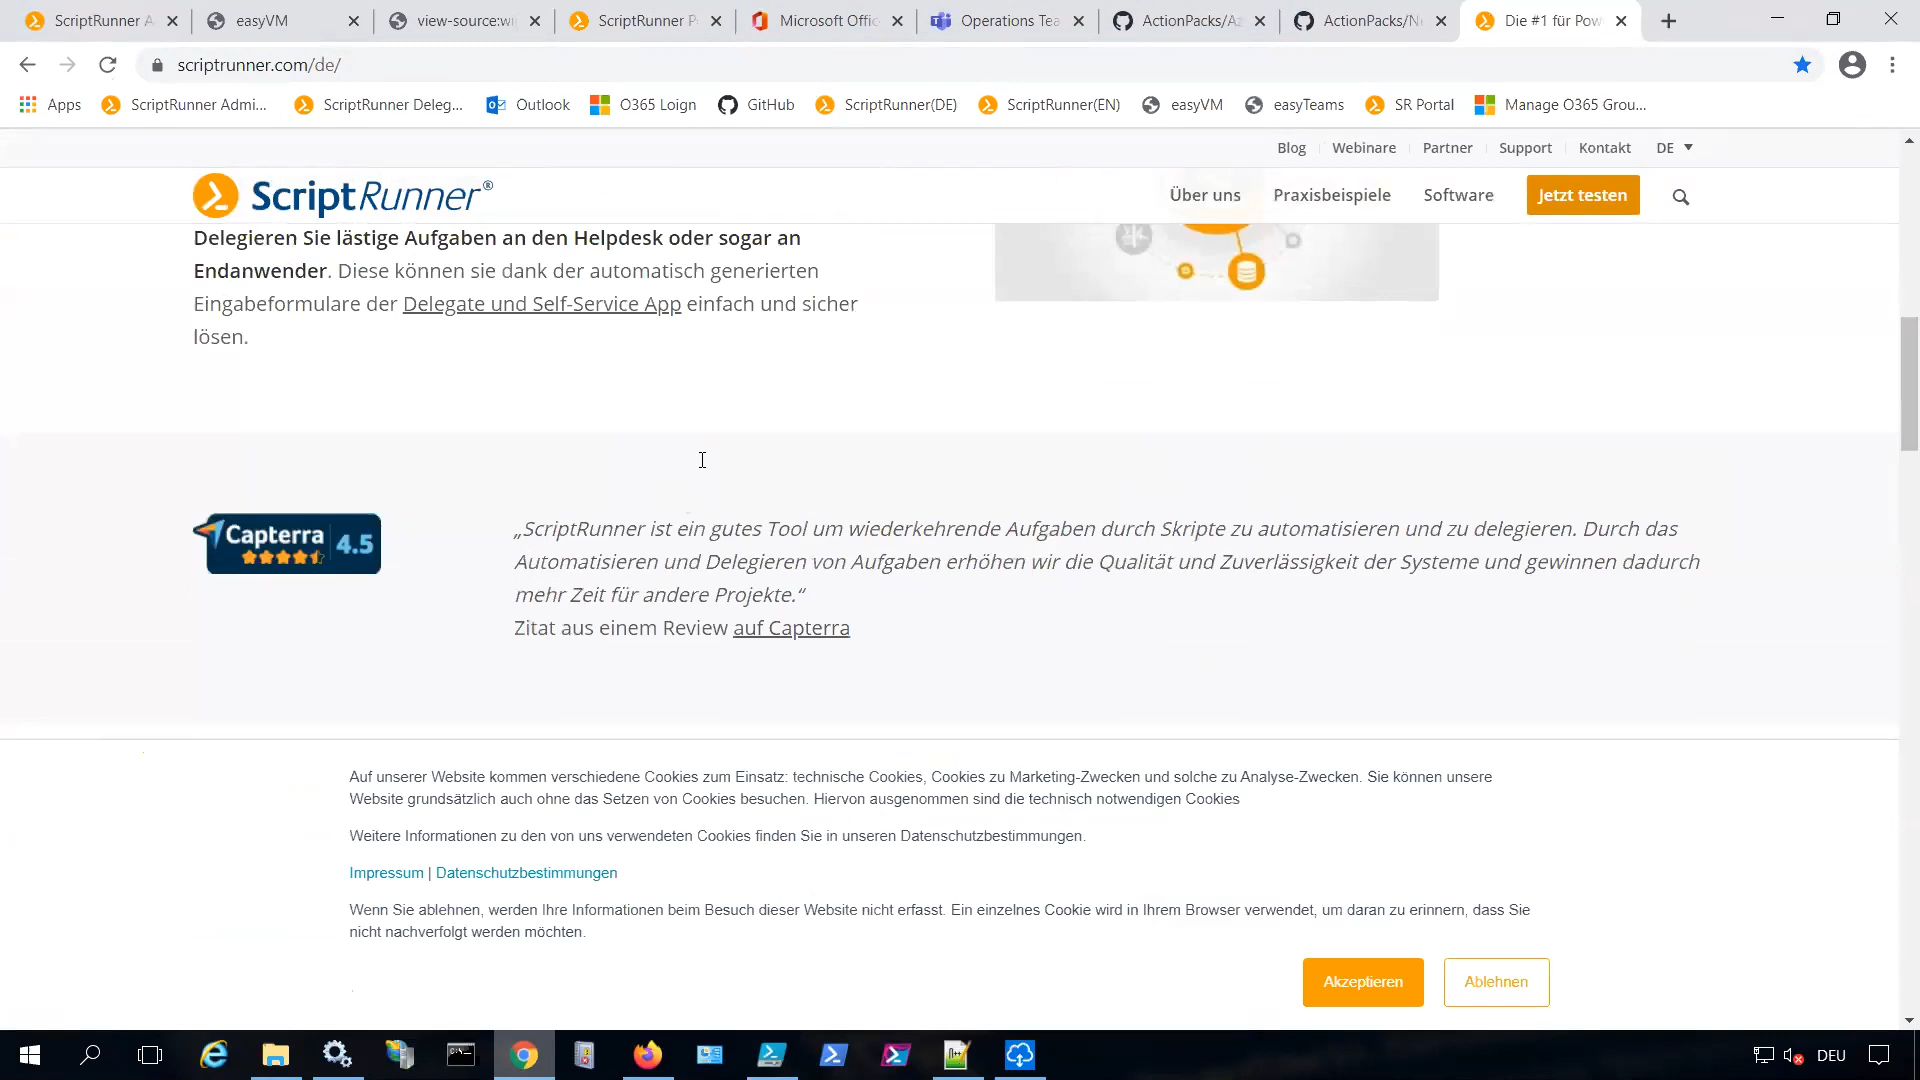 ScriptRunner A
easyVM
view-source:wi
ScriptRunner P
Microsoft Offic
Operations Tea
ActionPacks/Az
ActionPacks/Ne
Die #1 für Pow
scriptrunner.com/de/
Apps
ScriptRunner Admi...
ScriptRunner Deleg...
Outlook
O365 Loign
GitHub
ScriptRunner(DE)
ScriptRunner(EN)
easyVM
easyTeams
SR Portal
Manage O365 Grou...
Blog
Webinare
Partner
Support
Kontakt
DE
ScriptRunner®
Über uns
Praxisbeispiele
Software
Jetzt testen
Delegieren Sie lästige Aufgaben an den Helpdesk oder sogar an
Endanwender. Diese können sie dank der automatisch generierten
Eingabeformulare der Delegate und Self-Service App einfach und sicher
lösen.
Capterra 4.5
„ScriptRunner ist ein gutes Tool um wiederkehrende Aufgaben durch Skripte zu automatisieren und zu delegieren. Durch das
Automatisieren und Delegieren von Aufgaben erhöhen wir die Qualität und Zuverlässigkeit der Systeme und gewinnen dadurch
mehr Zeit für andere Projekte.“
Zitat aus einem Review auf Capterra
Auf unserer Website kommen verschiedene Cookies zum Einsatz: technische Cookies, Cookies zu Marketing-Zwecken und solche zu Analyse-Zwecken. Sie können unsere
Website grundsätzlich auch ohne das Setzen von Cookies besuchen. Hiervon ausgenommen sind die technisch notwendigen Cookies
Weitere Informationen zu den von uns verwendeten Cookies finden Sie in unseren Datenschutzbestimmungen.
Impressum | Datenschutzbestimmungen
Wenn Sie ablehnen, werden Ihre Informationen beim Besuch dieser Website nicht erfasst. Ein einzelnes Cookie wird in Ihrem Browser verwendet, um daran zu erinnern, dass Sie
nicht nachverfolgt werden möchten.
Akzeptieren
Ablehnen
DEU